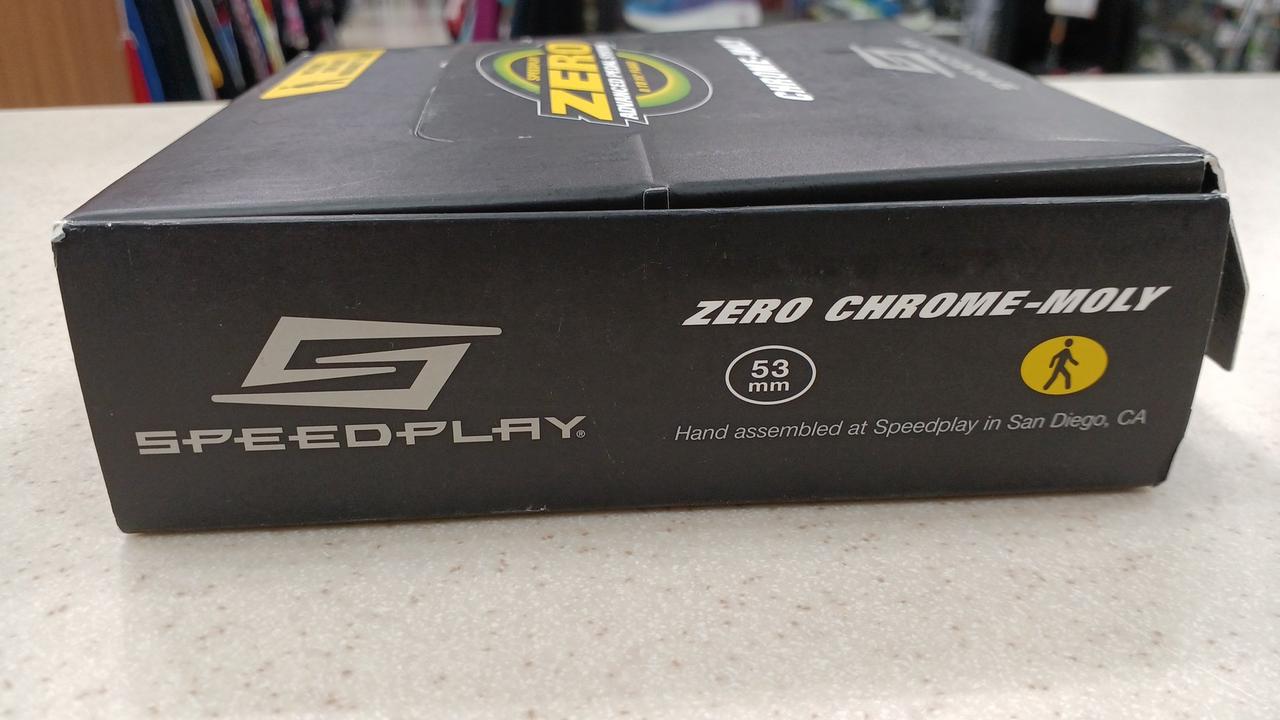 ZERO
CHROME-MOLY
SPEEDPLAY®
ZERO CHROME-MOLY
53
mm
Hand assembled at Speedplay in San Diego, CA